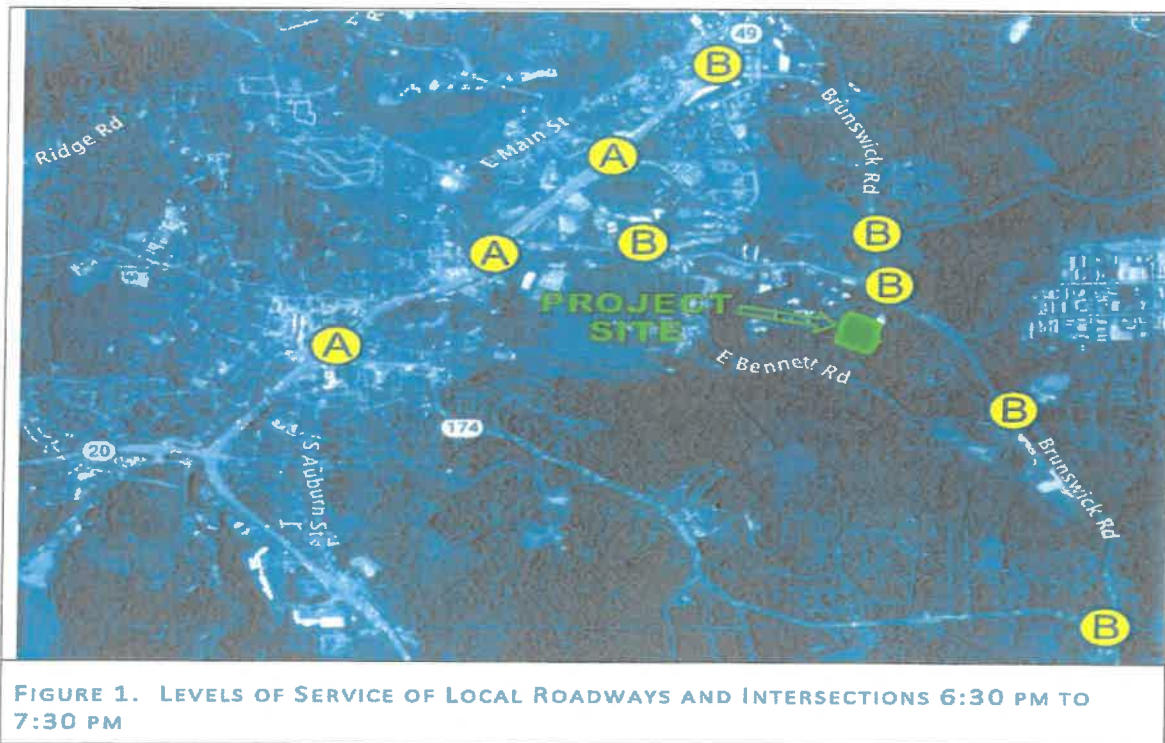 49
B
Brunswick Rd
Ridge Rd
E Main St
A
B
A
B
B
PROJECT
SITE
A
E Bennett Rd
B
174
20
S Auburn St
Brunswick Rd
B
FIGURE 1. LEVELS OF SERVICE OF LOCAL ROADWAYS AND INTERSECTIONS 6:30 PM TO
7:30 PM